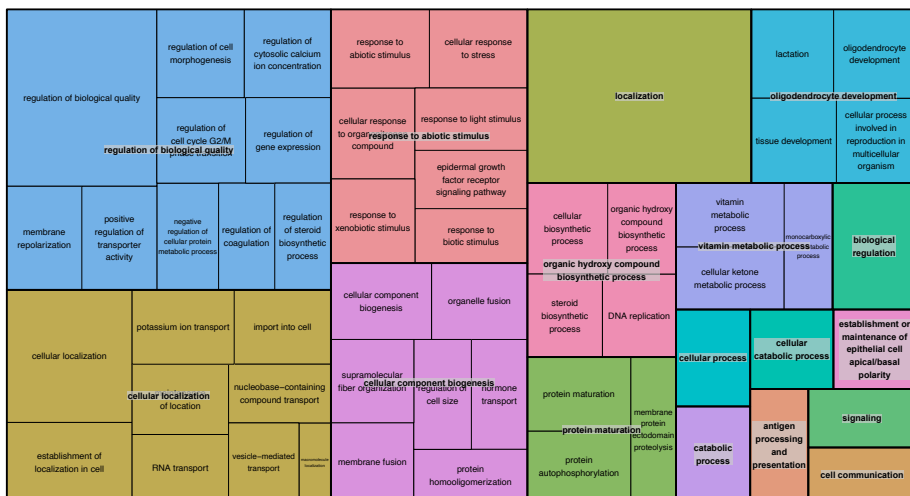 regulation of biological quality
regulation of cell
morphogenesis
regulation of
cytosolic calcium
ion concentration
regulation of
cell cycle G2/M
regulation of
gene expression
regulation of biological quality
membrane
repolarization
positive
regulation of
transporter
activity
negative
regulation of
cellular protein
metabolic process
regulation
of coagulation
regulation
of steroid
biosynthetic
process
cellular localization
potassium ion transport
import into cell
of location
nucleobase−containing
compound transport
cellular localization
establishment of
localization in cell
RNA transport
vesicle−mediated
transport
macromolecule
localization
response to
abiotic stimulus
cellular response
to stress
cellular response
compound
response to light stimulus
response to abiotic stimulus
epidermal growth
factor receptor
signaling pathway
response to
xenobiotic stimulus
response to
biotic stimulus
cellular component
biogenesis
organelle fusion
supramolecular
fiber organization
regulation of
cell size
hormone
transport
cellular component biogenesis
membrane fusion
protein
homooligomerization
localization
cellular
biosynthetic
process
organic hydroxy
compound
biosynthetic
process
organic hydroxy compound
biosynthetic process
steroid
biosynthetic
process
DNA replication
protein maturation
membrane
protein
ectodomain
proteolysis
protein maturation
protein
autophosphorylation
lactation
oligodendrocyte
development
oligodendrocyte development
tissue development
cellular process
involved in
reproduction in
multicellular
organism
vitamin
metabolic
process
monocarboxylic
process
vitamin metabolic process
cellular ketone
metabolic process
biological
regulation
cellular process
cellular
catabolic process
establishment or
maintenance of
epithelial cell
apical/basal
polarity
catabolic
process
antigen
processing
and
presentation
signaling
cell communication